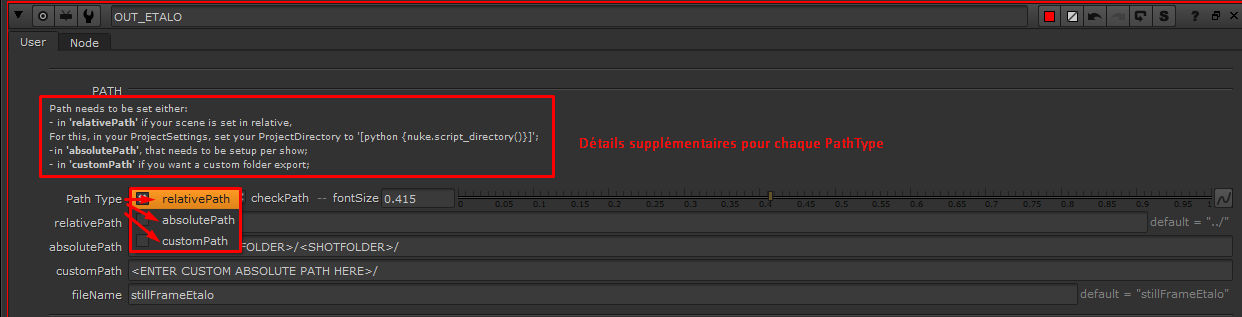 OUT_ETALO
S ?
User Node
PATH
Path needs to be set either:
- in 'relativePath' if your scene is set in relative,
For this, in your ProjectSettings, set your ProjectDirectory to '[python {nuke.script_directory()}]';
-in 'absolutePath', that needs to be setup per show;
- in 'customPath' if you want a custom folder export;
Détails supplémentaires pour chaque PathType
Path Type relativePath checkPath -- fontSize 0.415
0 0.05 0.1 0.15 0.2 0.25 0.3 0.35 0.4 0.45 0.5 0.55 0.6 0.65 0.7 0.75 0.8 0.85 0.9 0.95 1
relativePath absolutePath default = "../"
customPath
absolutePath FOLDER>/<SHOTFOLDER>/
customPath <ENTER CUSTOM ABSOLUTE PATH HERE>/
fileName stillFrameEtalo default = "stillFrameEtalo"